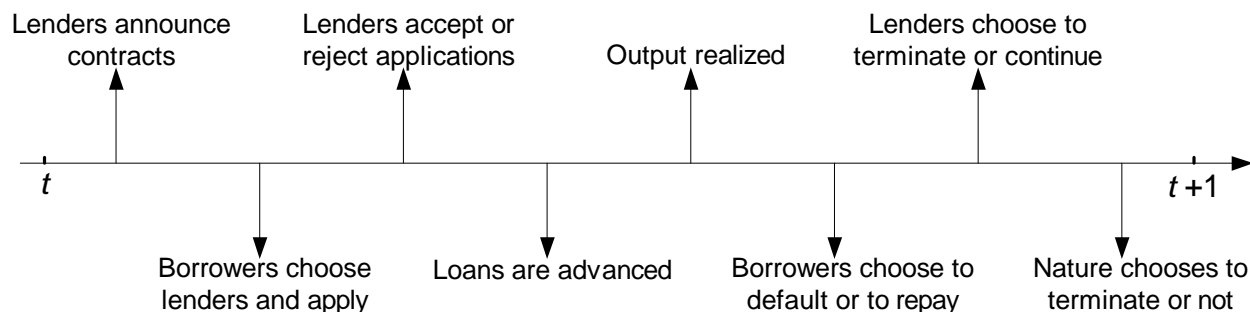 Lenders announce
contracts
Lenders accept or
reject applications
Output realized
Lenders choose to
terminate or continue
t
t +1
Borrowers choose
lenders and apply
Loans are advanced
Borrowers choose to
default or to repay
Nature chooses to
terminate or not